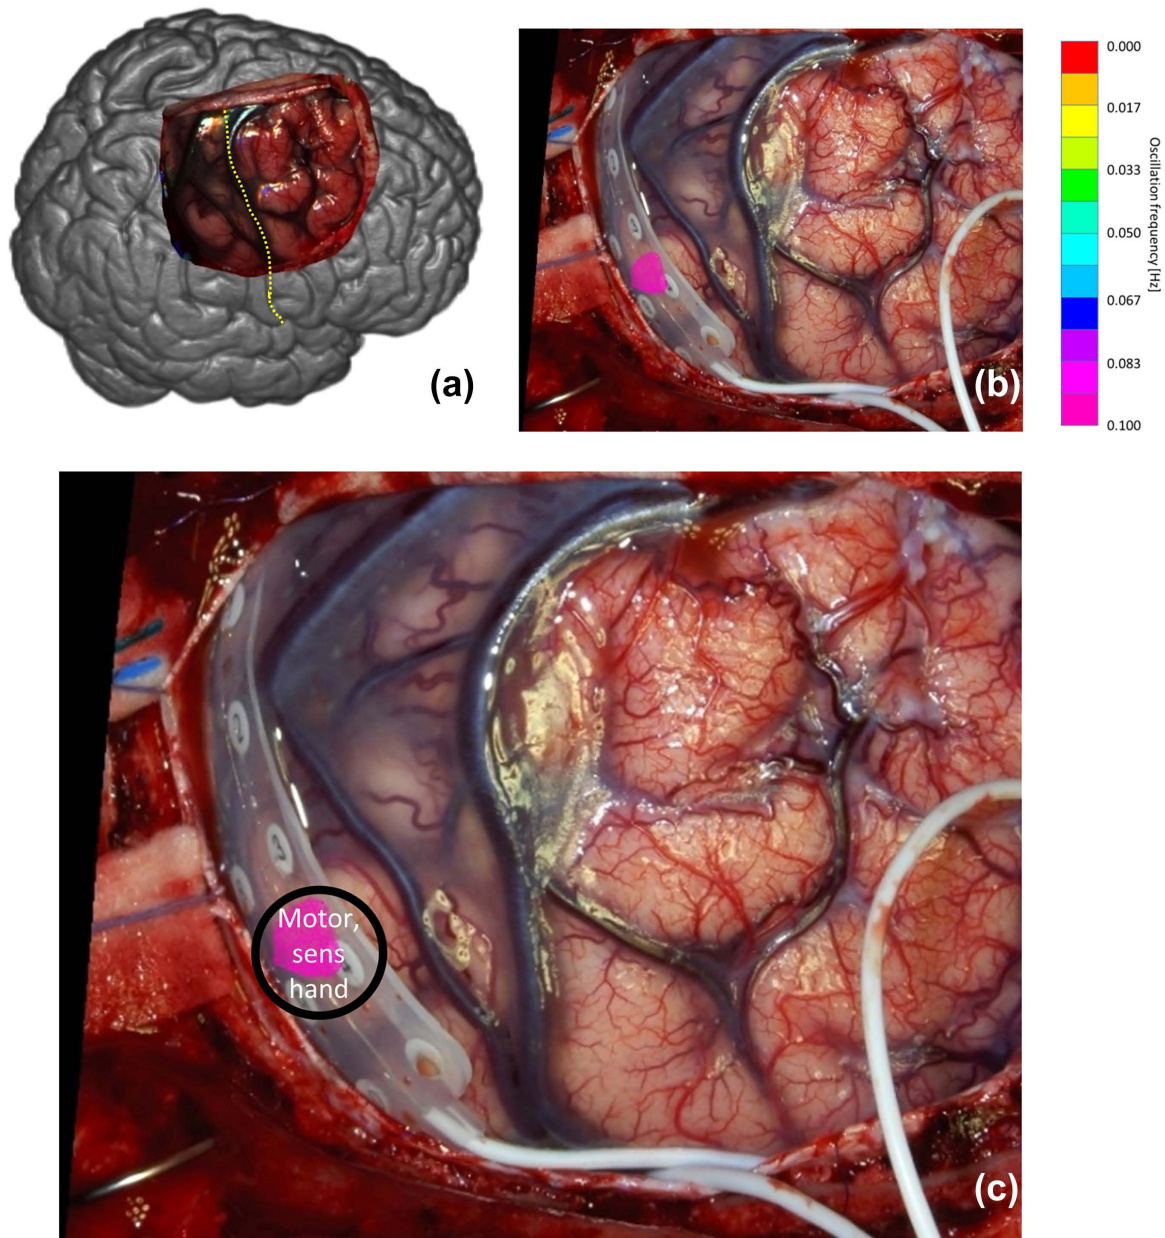 (a)
(b)
0.000
0.017
0.033
0.050
0.067
0.083
0.100
Oscillation frequency [Hz]
Motor,
sens
hand
(c)